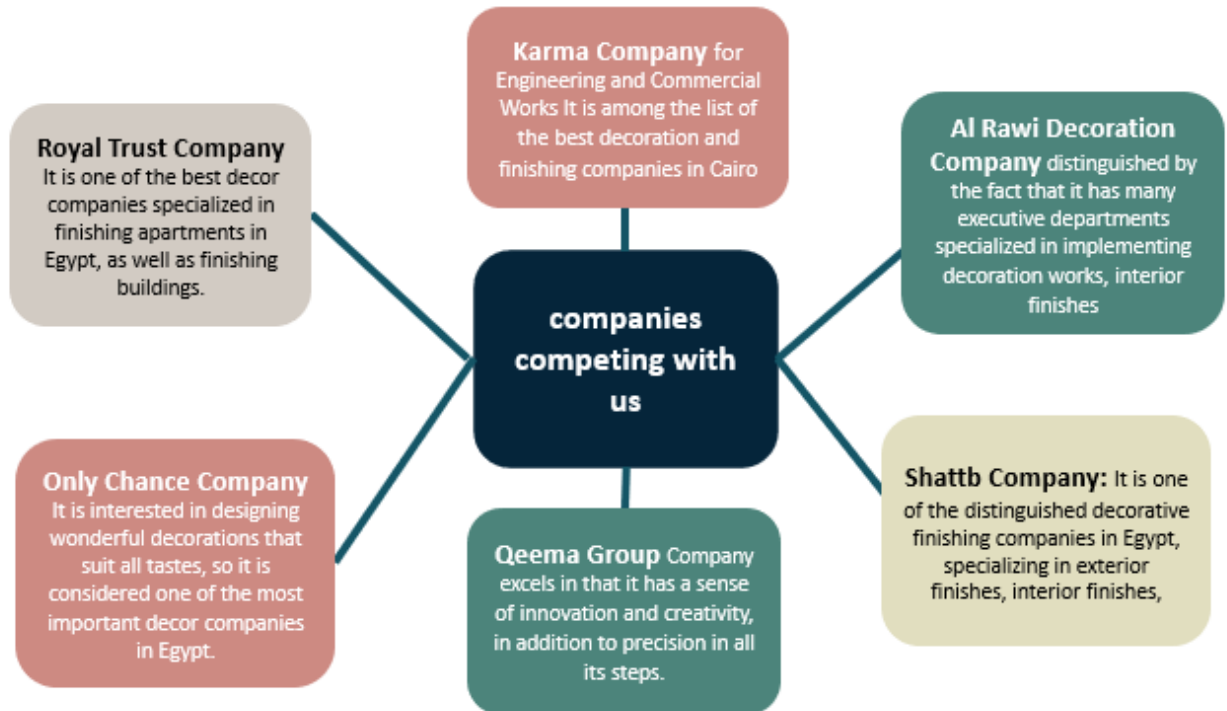 Karma Company for
Engineering and Commercial
Works It is among the list of
the best decoration and
finishing companies in Cairo
Royal Trust Company
It is one of the best decor
companies specialized in
finishing apartments in
Egypt, as well as finishing
buildings.
Al Rawi Decoration
Company distinguished by
the fact that it has many
executive departments
specialized in implementing
decoration works, interior
finishes
companies
competing with
us
Only Chance Company
It is interested in designing
wonderful decorations that
suit all tastes, so it is
considered one of the most
important decor companies
in Egypt.
Qeema Group Company
excels in that it has a sense
of innovation and creativity,
in addition to precision in all
its steps.
Shattb Company: It is one
of the distinguished decorative
finishing companies in Egypt,
specializing in exterior
finishes, interior finishes,